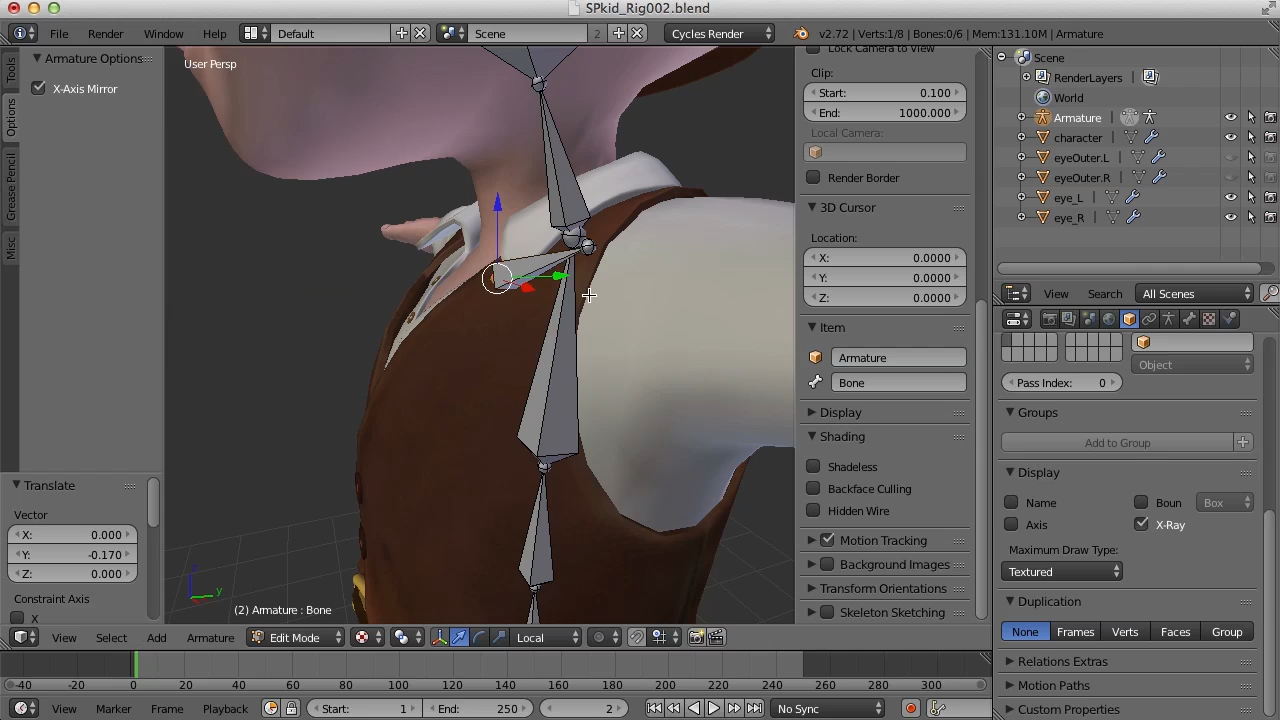 SPkid_Rig002.blend
File Render Window Help Default Scene 2 Cycles Render v2.72 | Verts:1/8 | Bones:0/6 | Mem:131.10M | Armature
Tools
Options
Grease Pencil
Misc
Armature Options
X-Axis Mirror
Translate
Vector
X: 0.000
Y: -0.170
Z: 0.000
Constraint Axis
X
User Persp
z
y
(2) Armature : Bone
Lock Camera to View
Clip:
Start: 0.100
End: 1000.000
Local Camera:
Render Border
3D Cursor
Location:
X: 0.0000
Y: 0.0000
Z: 0.0000
Item
Armature
Bone
Display
Shading
Shadeless
Backface Culling
Hidden Wire
Motion Tracking
Background Images
Transform Orientations
Skeleton Sketching
Scene
RenderLayers
World
Armature
character
eyeOuter.L
eyeOuter.R
eye_L
eye_R
View Search All Scenes
Object
Pass Index: 0
Groups
Add to Group
Display
Name Boun Box
Axis X-Ray
Maximum Draw Type:
Textured
Duplication
None Frames Verts Faces Group
Relations Extras
Motion Paths
Custom Properties
View Select Add Armature Edit Mode Local
-40 -20 0 20 40 60 80 100 120 140 160 180 200 220 240 260 280 300
View Marker Frame Playback Start: 1 End: 250 2 No Sync